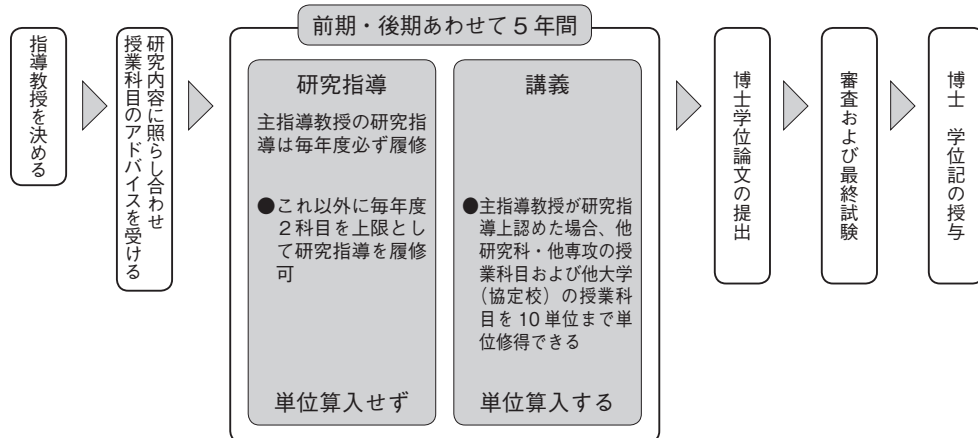 指導教授を決める
研究内容に照らし合わせ
授業科目のアドバイスを受ける
前期・後期あわせて5年間
研究指導
主指導教授の研究指
導は毎年度必ず履修
●これ以外に毎年度
2科目を上限とし
て研究指導を履修
可
単位算入せず
講義
●主指導教授が研究指
導上認めた場合、他
研究科・他専攻の授
業科目および他大学
（協定校）の授業科
目を10単位まで単
位修得できる
単位算入する
博士学位論文の提出
審査および最終試験
博士　学位記の授与